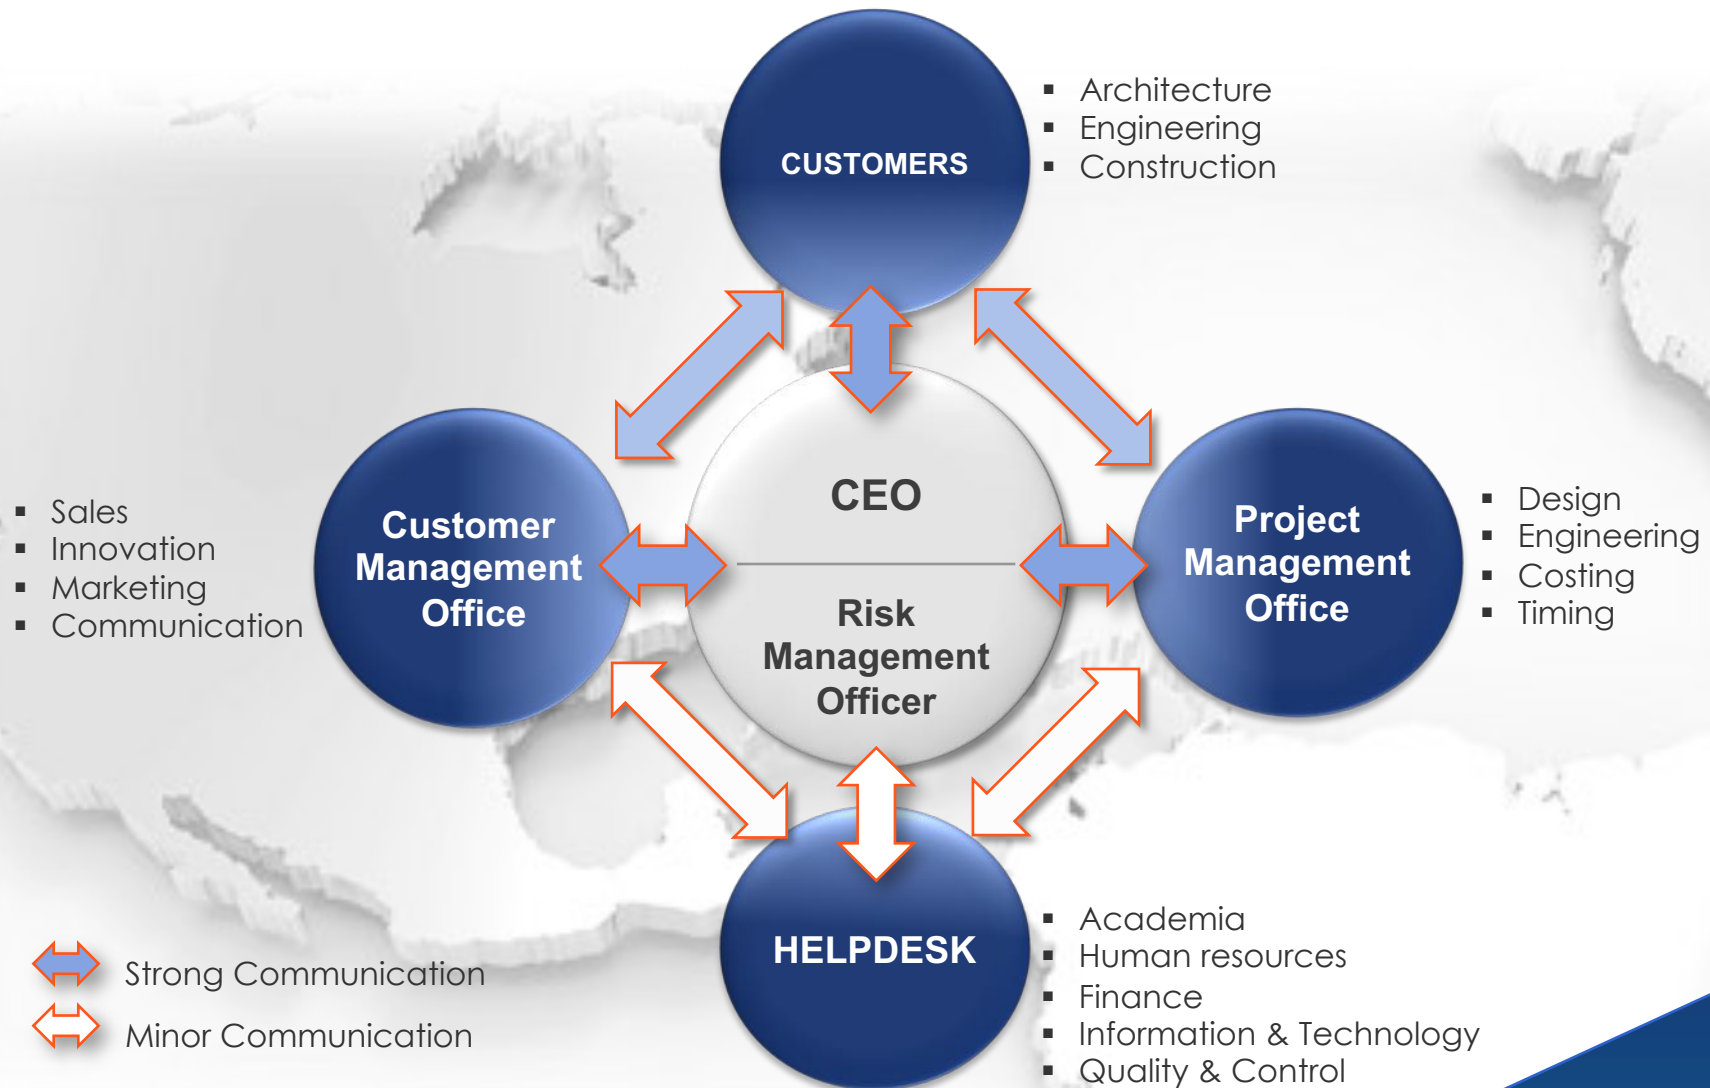 CUSTOMERS
▪ Architecture
▪ Engineering
▪ Construction
CEO
Risk
Management
Officer
Customer
Management
Office
▪ Sales
▪ Innovation
▪ Marketing
▪ Communication
Project
Management
Office
▪ Design
▪ Engineering
▪ Costing
▪ Timing
HELPDESK
▪ Academia
▪ Human resources
▪ Finance
▪ Information & Technology
▪ Quality & Control
Strong Communication
Minor Communication